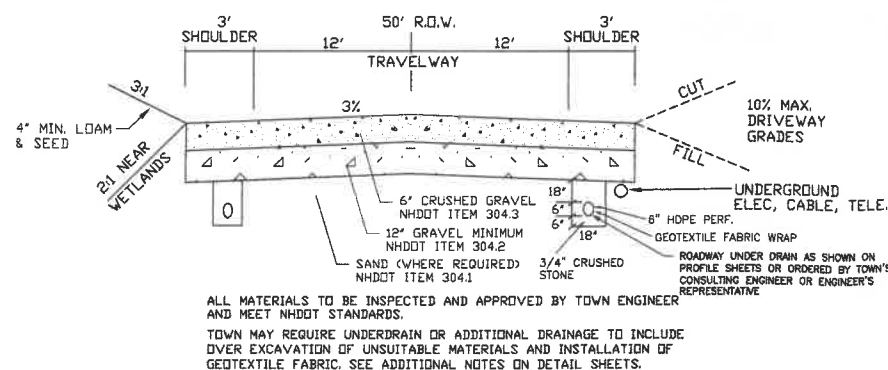 3' 50' R.O.W. 3'
SHOULDER SHOULDER
12' 12'
TRAVELWAY
3:1
CUT
3%
10% MAX.
DRIVEWAY
GRADES
4" MIN. LOAM
& SEED
FILL
2:1 NEAR
WETLANDS
UNDERGROUND
ELEC, CABLE, TELE.
6" CRUSHED GRAVEL
NHDOT ITEM 304.3
12" GRAVEL MINIMUM
NHDOT ITEM 304.2
SAND (WHERE REQUIRED)
NHDOT ITEM 304.1
18"
6"
6"
18"
3/4" CRUSHED
STONE
6" HDPE PERF.
GEOTEXTILE FABRIC WRAP
ROADWAY UNDER DRAIN AS SHOWN ON
PROFILE SHEETS OR ORDERED BY TOWN'S
CONSULTING ENGINEER OR ENGINEER'S
REPRESENTATIVE
ALL MATERIALS TO BE INSPECTED AND APPROVED BY TOWN ENGINEER
AND MEET NHDOT STANDARDS.
TOWN MAY REQUIRE UNDERDRAIN OR ADDITIONAL DRAINAGE TO INCLUDE
OVER EXCAVATION OF UNSUITABLE MATERIALS AND INSTALLATION OF
GEOTEXTILE FABRIC. SEE ADDITIONAL NOTES ON DETAIL SHEETS.